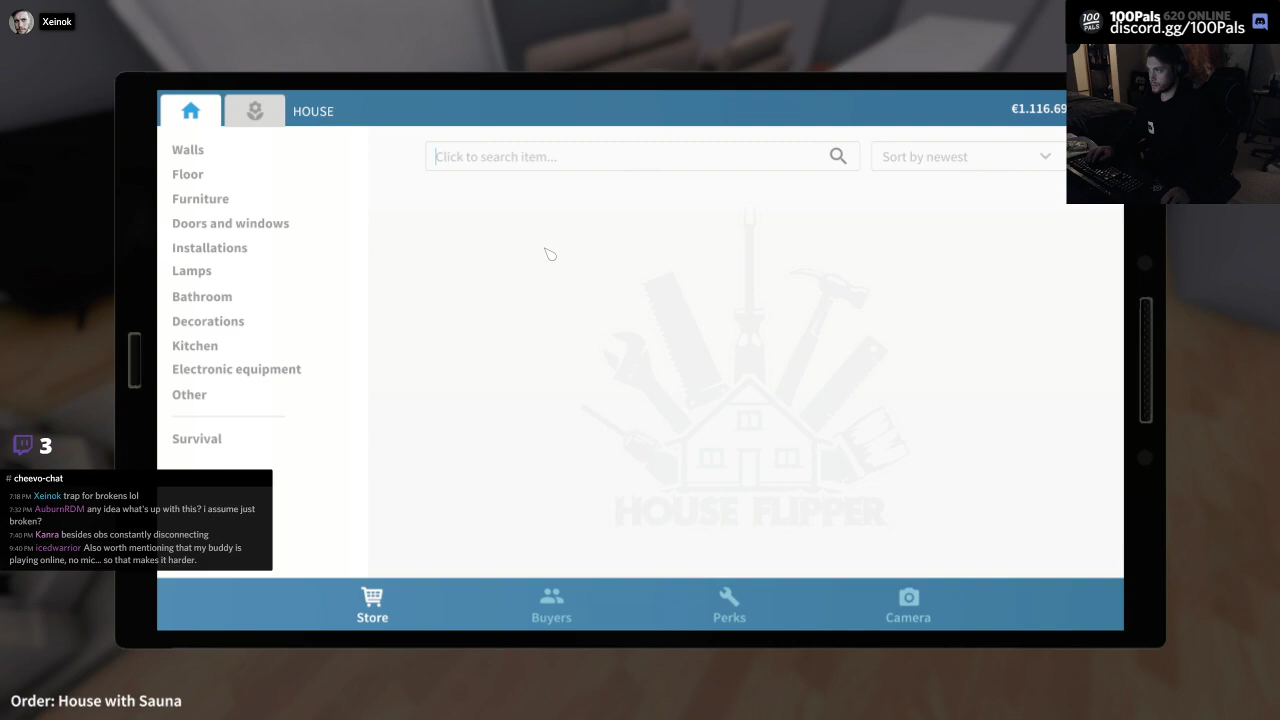 Xeinok
100Pals 620 ONLINE
discord.gg/100Pals
100
PALS
HOUSE
€1.116.69
Walls
Floor
Furniture
Doors and windows
Installations
Lamps
Bathroom
Decorations
Kitchen
Electronic equipment
Other
Survival
Click to search item...
Sort by newest
HOUSE FLIPPER
3
# cheevo-chat
7:18 PM Xeinok trap for brokens lol
7:32 PM AuburnRDM any idea what's up with this? i assume just
broken?
7:40 PM Kanra besides obs constantly disconnecting
9:40 PM icedwarrior Also worth mentioning that my buddy is
playing online, no mic... so that makes it harder.
Store
Buyers
Perks
Camera
Order: House with Sauna